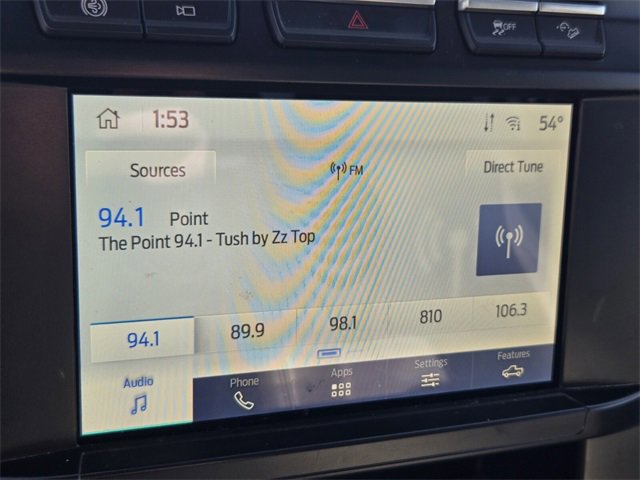 OFF
1:53
54°
Sources
FM
Direct Tune
94.1 Point
The Point 94.1 - Tush by Zz Top
94.1 89.9 98.1 810 106.3
Audio Phone Apps Settings Features